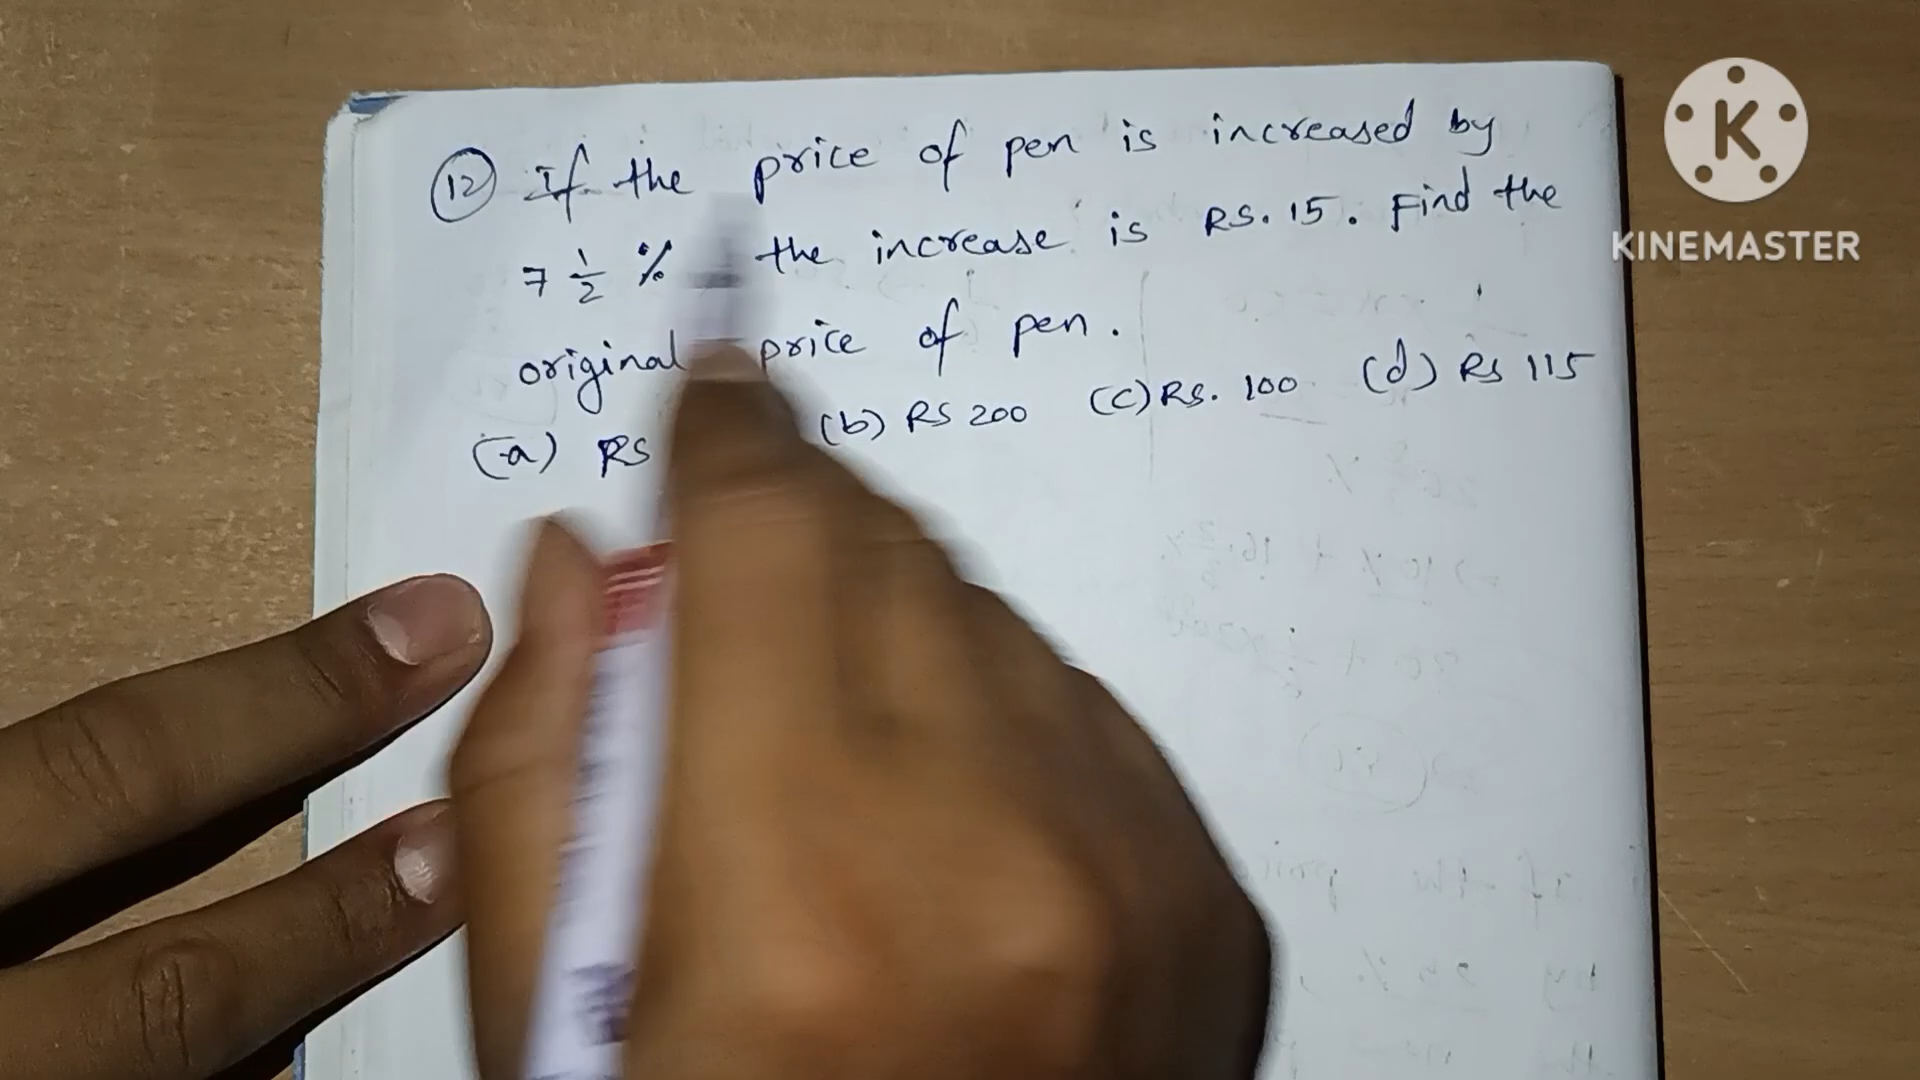 (12) If the price of pen is increased by
7 1/2 % the increase is RS. 15. Find the
original price of pen.
(a) RS (b) RS 200 (c) RS. 100 (d) RS 115
K
KINEMASTER